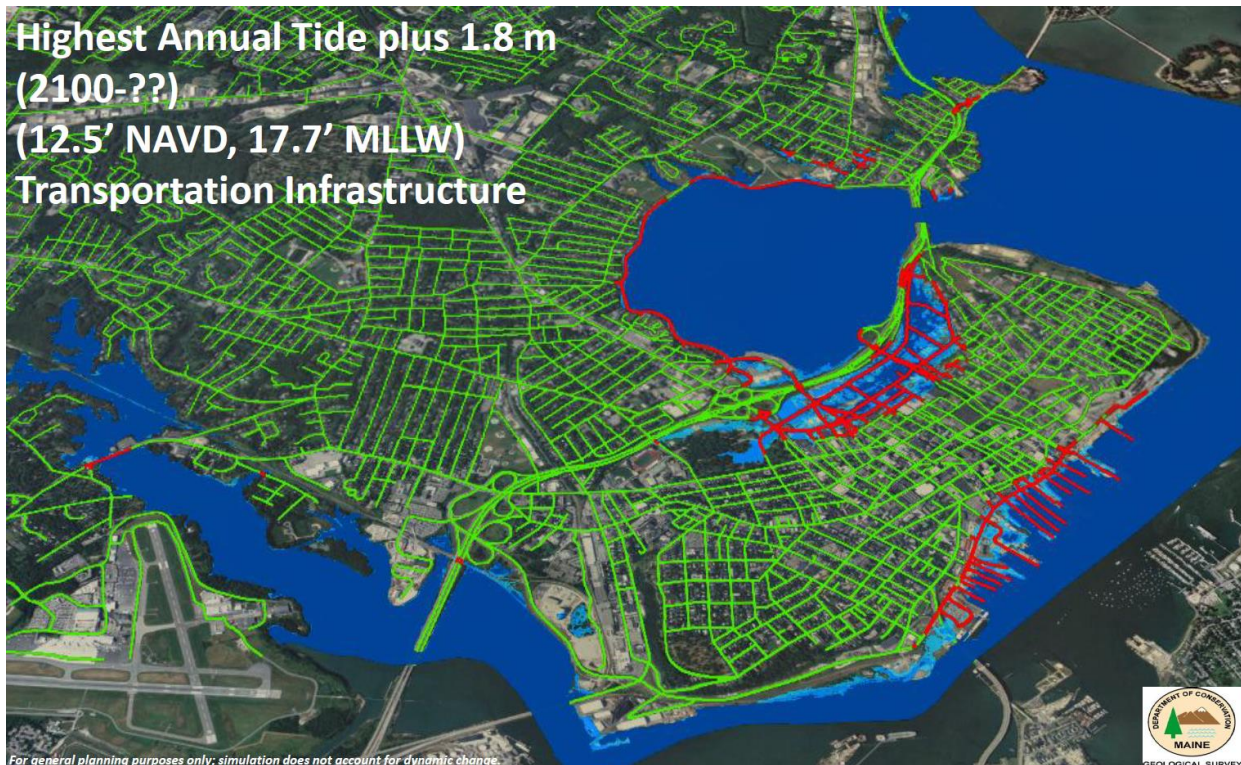 Highest Annual Tide plus 1.8 m
(2100-??)
(12.5’ NAVD, 17.7’ MLLW)
Transportation Infrastructure
For general planning purposes only; simulation does not account for dynamic change.
DEPARTMENT OF CONSERVATION
MAINE
GEOLOGICAL SURVEY